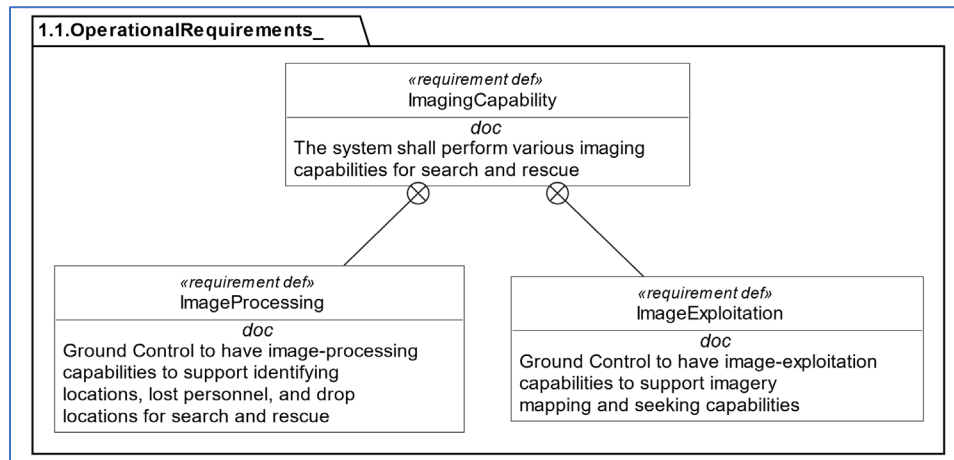 1.1.OperationalRequirements_
«requirement def»
ImagingCapability
doc
The system shall perform various imaging
capabilities for search and rescue
«requirement def»
ImageProcessing
doc
Ground Control to have image-processing
capabilities to support identifying
locations, lost personnel, and drop
locations for search and rescue
«requirement def»
ImageExploitation
doc
Ground Control to have image-exploitation
capabilities to support imagery
mapping and seeking capabilities